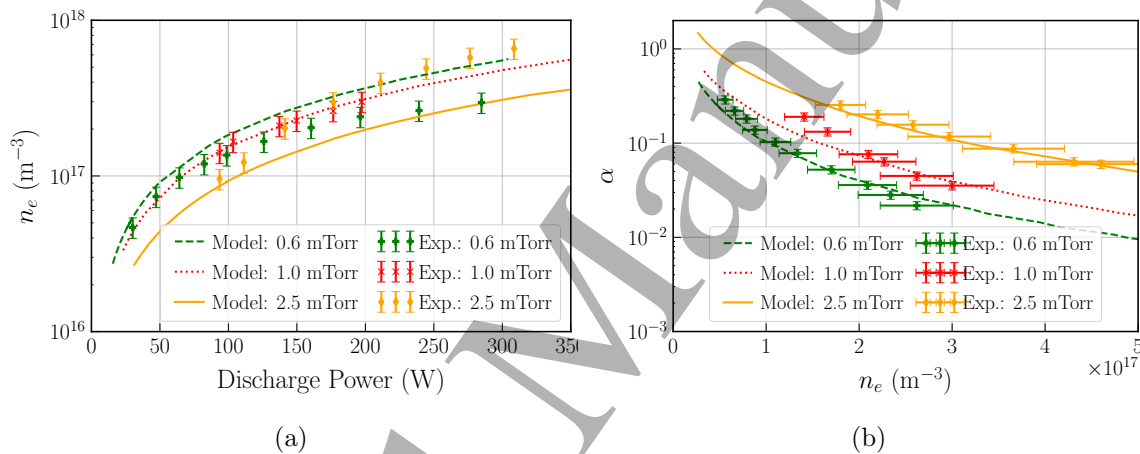 10^18
10^17
10^16
n_e (m^−3)
0 50 100 150 200 250 300 350
Discharge Power (W)
Model: 0.6 mTorr Exp.: 0.6 mTorr
Model: 1.0 mTorr Exp.: 1.0 mTorr
Model: 2.5 mTorr Exp.: 2.5 mTorr
(a)
10^0
10^−1
10^−2
10^−3
α
0 1 2 3 4 5
×10^17
n_e (m^−3)
Model: 0.6 mTorr Exp.: 0.6 mTorr
Model: 1.0 mTorr Exp.: 1.0 mTorr
Model: 2.5 mTorr Exp.: 2.5 mTorr
(b)